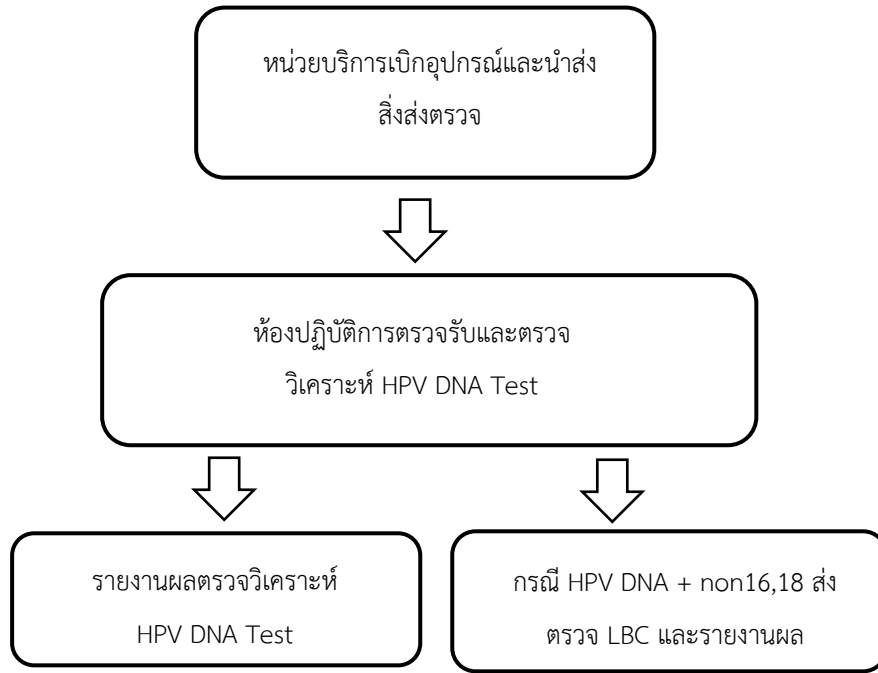 หน่วยบริการเบิกอุปกรณ์และนำส่ง
สิ่งส่งตรวจ
ห้องปฏิบัติการตรวจรับและตรวจ
วิเคราะห์ HPV DNA Test
รายงานผลตรวจวิเคราะห์
HPV DNA Test
กรณี HPV DNA + non16,18 ส่ง
ตรวจ LBC และรายงานผล